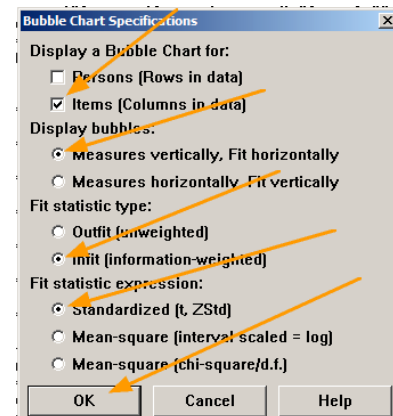 Bubble Chart Specifications
Display a Bubble Chart for:
Persons (Rows in data)
Items (Columns in data)
Display bubbles:
Measures vertically, Fit horizontally
Measures horizontally, Fit vertically
Fit statistic type:
Outfit (unweighted)
Infit (information-weighted)
Fit statistic expression:
Standardized (t, ZStd)
Mean-square (interval scaled = log)
Mean-square (chi-square/d.f.)
OK Cancel Help